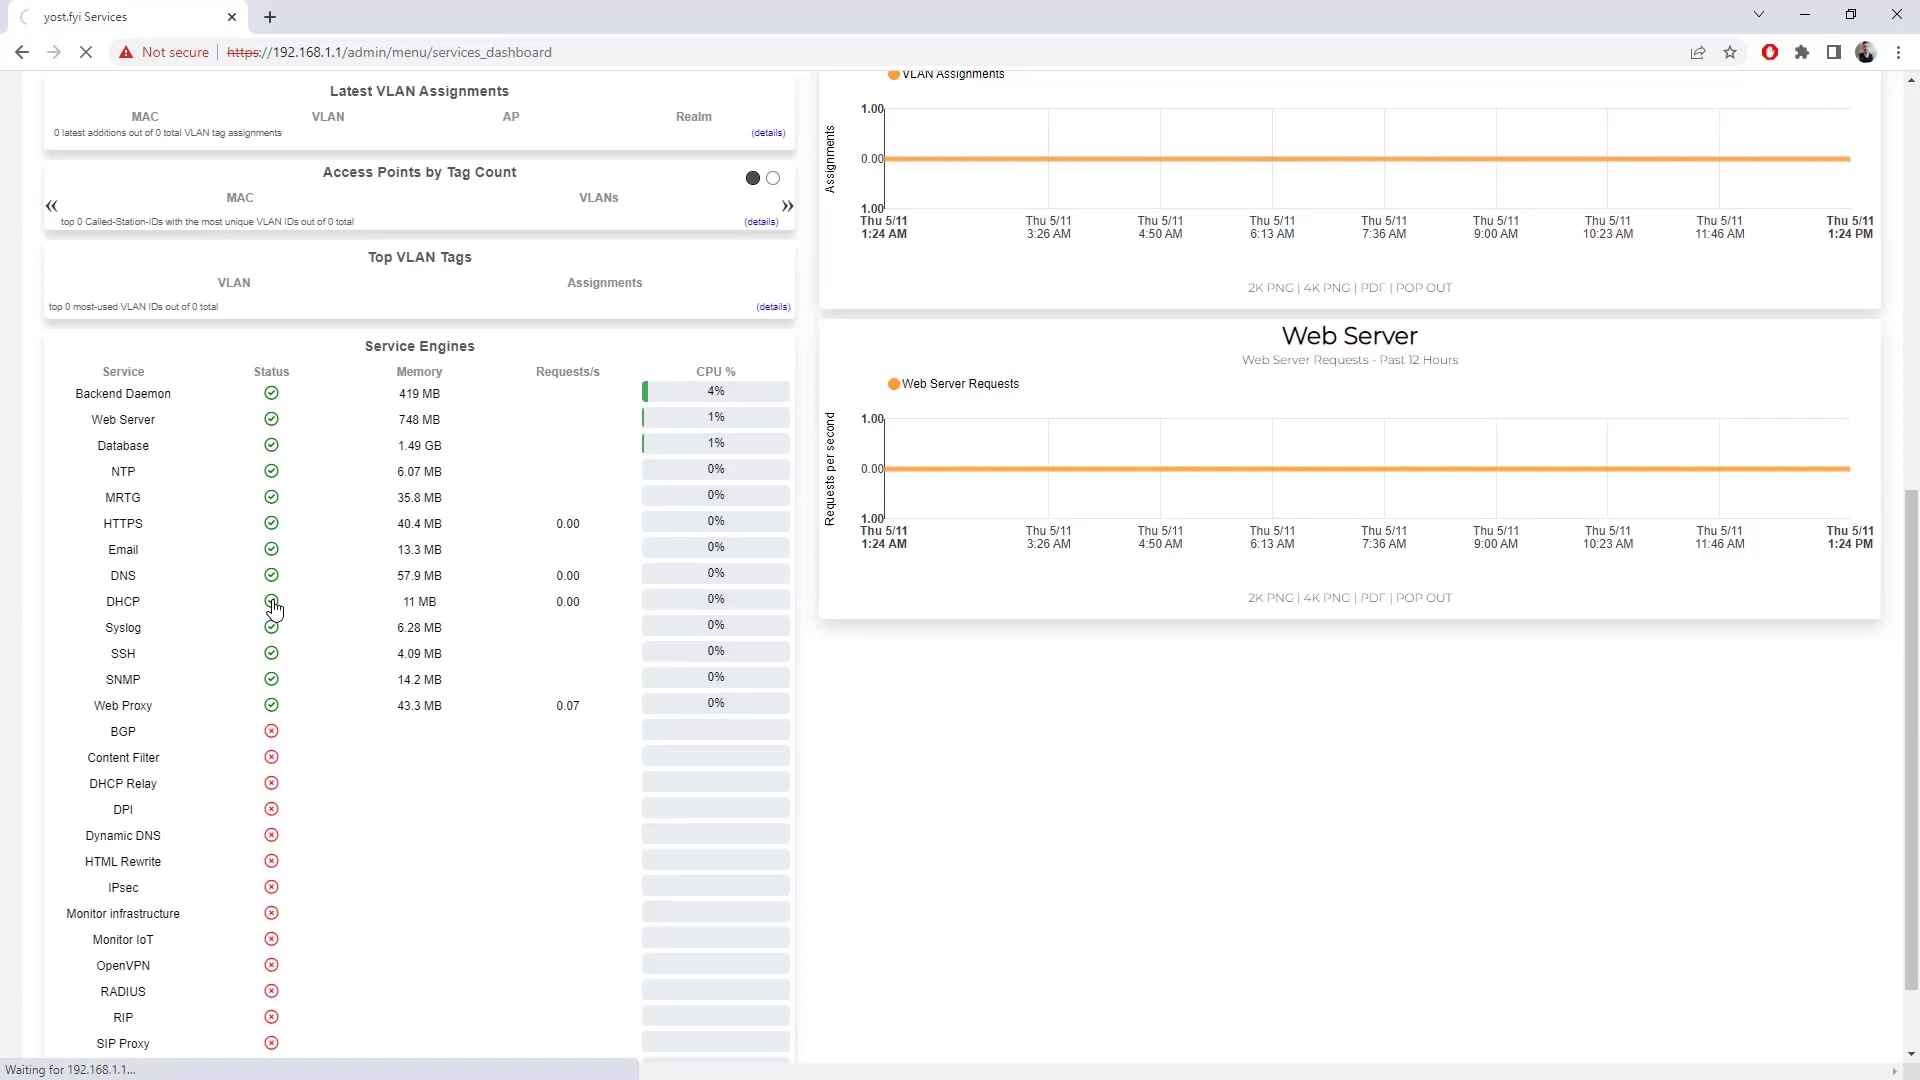 yost.fyi Services
Not secure https://192.168.1.1/admin/menu/services_dashboard
Latest VLAN Assignments
MAC VLAN AP Realm
0 latest additions out of 0 total VLAN tag assignments (details)
Access Points by Tag Count
MAC VLANs
« »
top 0 Called-Station-IDs with the most unique VLAN IDs out of 0 total (details)
Top VLAN Tags
VLAN Assignments
top 0 most-used VLAN IDs out of 0 total (details)
Service Engines
Service Status Memory Requests/s CPU %
Backend Daemon 419 MB 4%
Web Server 748 MB 1%
Database 1.49 GB 1%
NTP 6.07 MB 0%
MRTG 35.8 MB 0%
HTTPS 40.4 MB 0.00 0%
Email 13.3 MB 0%
DNS 57.9 MB 0.00 0%
DHCP 11 MB 0.00 0%
Syslog 6.28 MB 0%
SSH 4.09 MB 0%
SNMP 14.2 MB 0%
Web Proxy 43.3 MB 0.07 0%
BGP
Content Filter
DHCP Relay
DPI
Dynamic DNS
HTML Rewrite
IPsec
Monitor infrastructure
Monitor IoT
OpenVPN
RADIUS
RIP
SIP Proxy
VLAN Assignments
Assignments
1.00
0.00
1.00
Thu 5/11 Thu 5/11 Thu 5/11 Thu 5/11 Thu 5/11 Thu 5/11 Thu 5/11 Thu 5/11 Thu 5/11
1:24 AM 3:26 AM 4:50 AM 6:13 AM 7:36 AM 9:00 AM 10:23 AM 11:46 AM 1:24 PM
2K PNG | 4K PNG | PDF | POP OUT
Web Server
Web Server Requests - Past 12 Hours
Web Server Requests
Requests per second
1.00
0.00
1.00
Thu 5/11 Thu 5/11 Thu 5/11 Thu 5/11 Thu 5/11 Thu 5/11 Thu 5/11 Thu 5/11 Thu 5/11
1:24 AM 3:26 AM 4:50 AM 6:13 AM 7:36 AM 9:00 AM 10:23 AM 11:46 AM 1:24 PM
2K PNG | 4K PNG | PDF | POP OUT
Waiting for 192.168.1.1...